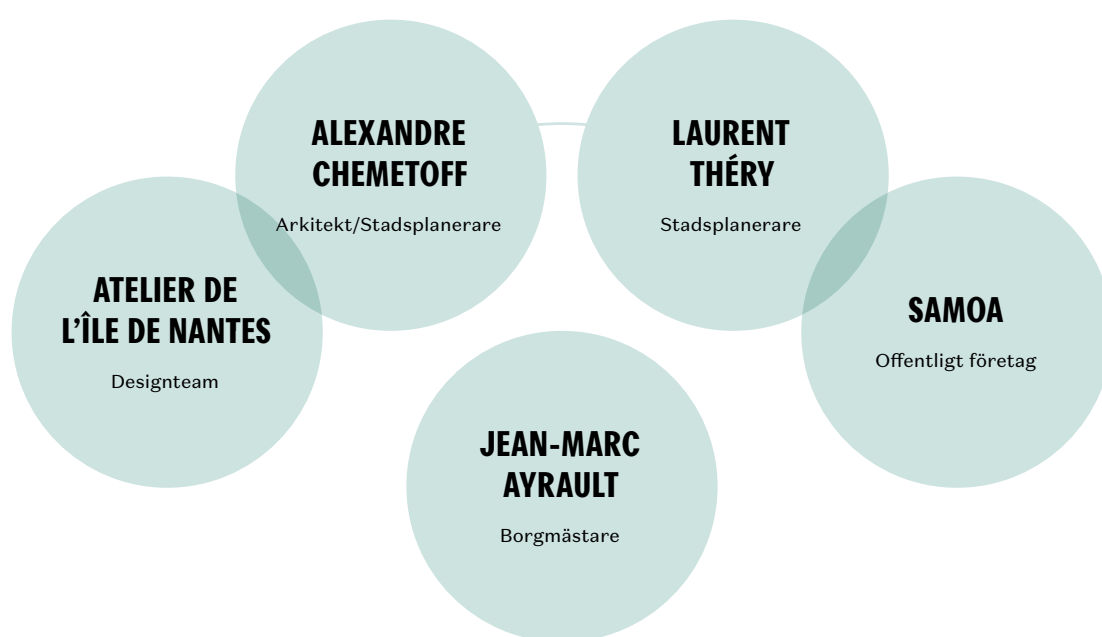 ALEXANDRE
CHEMETOFF
Arkitekt/Stadsplanerare
LAURENT
THÉRY
Stadsplanerare
ATELIER DE
L’ÎLE DE NANTES
Designteam
SAMOA
Offentligt företag
JEAN-MARC
AYRAULT
Borgmästare